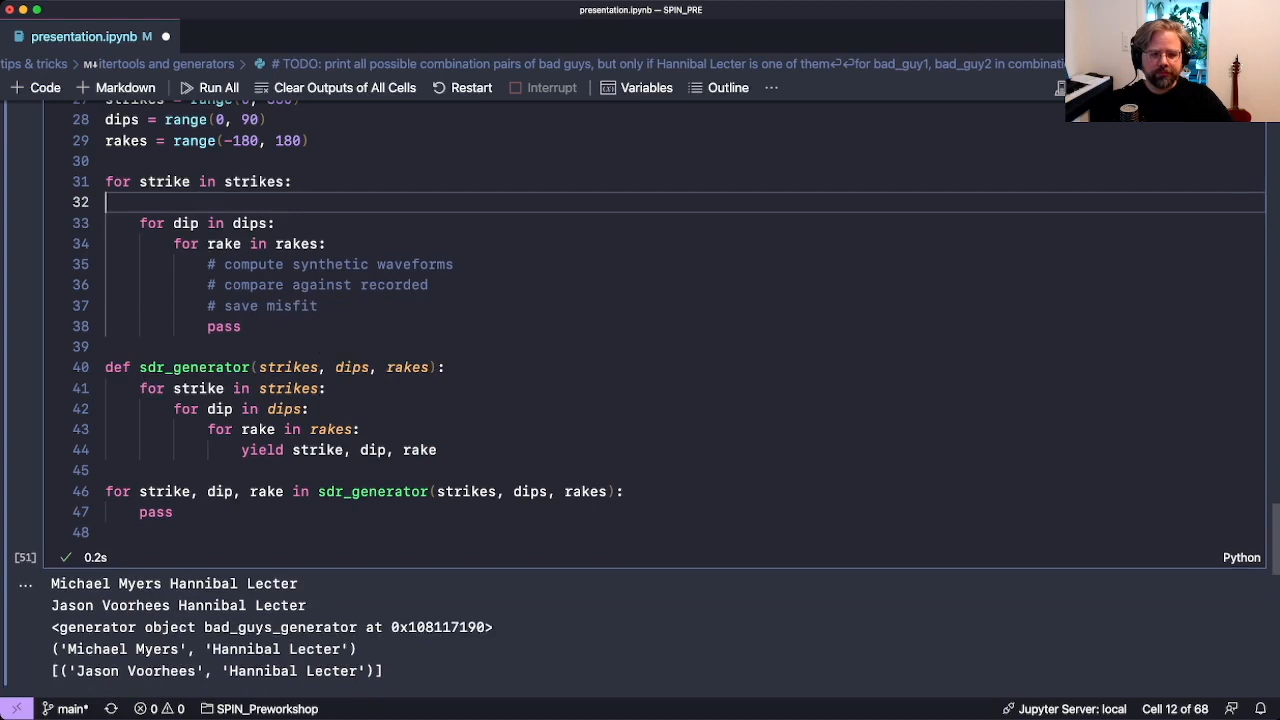 presentation.ipynb — SPIN_PRE
presentation.ipynb M
tips & tricks > itertools and generators > # TODO: print all possible combination pairs of bad guys, but only if Hannibal Lecter is one of them↵↵for bad_guy1, bad_guy2 in combination
+ Code + Markdown Run All Clear Outputs of All Cells Restart Interrupt Variables Outline ···
27 strikes = range(0, 360)
28 dips = range(0, 90)
29 rakes = range(-180, 180)
30
31 for strike in strikes:
32
33 for dip in dips:
34 for rake in rakes:
35 # compute synthetic waveforms
36 # compare against recorded
37 # save misfit
38 pass
39
40 def sdr_generator(strikes, dips, rakes):
41 for strike in strikes:
42 for dip in dips:
43 for rake in rakes:
44 yield strike, dip, rake
45
46 for strike, dip, rake in sdr_generator(strikes, dips, rakes):
47 pass
48
[51] ✓ 0.2s Python
... Michael Myers Hannibal Lecter
Jason Voorhees Hannibal Lecter
<generator object bad_guys_generator at 0x108117190>
('Michael Myers', 'Hannibal Lecter')
[('Jason Voorhees', 'Hannibal Lecter')]
main* 0 0 SPIN_Preworkshop Jupyter Server: local Cell 12 of 68